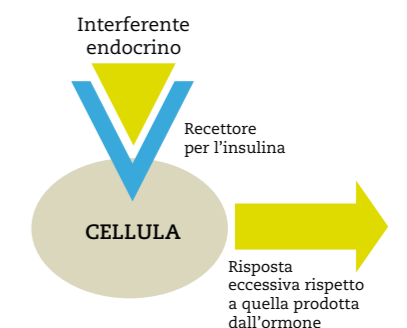 Interferente
endocrino
Recettore
per l'insulina
CELLULA
Risposta
eccessiva rispetto
a quella prodotta
dall'ormone